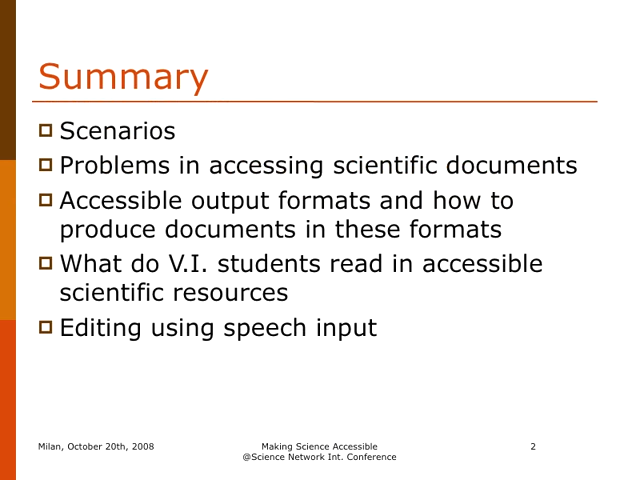 Summary
Scenarios
Problems in accessing scientific documents
Accessible output formats and how to
produce documents in these formats
What do V.I. students read in accessible
scientific resources
Editing using speech input
Milan, October 20th, 2008
Making Science Accessible
@Science Network Int. Conference
2